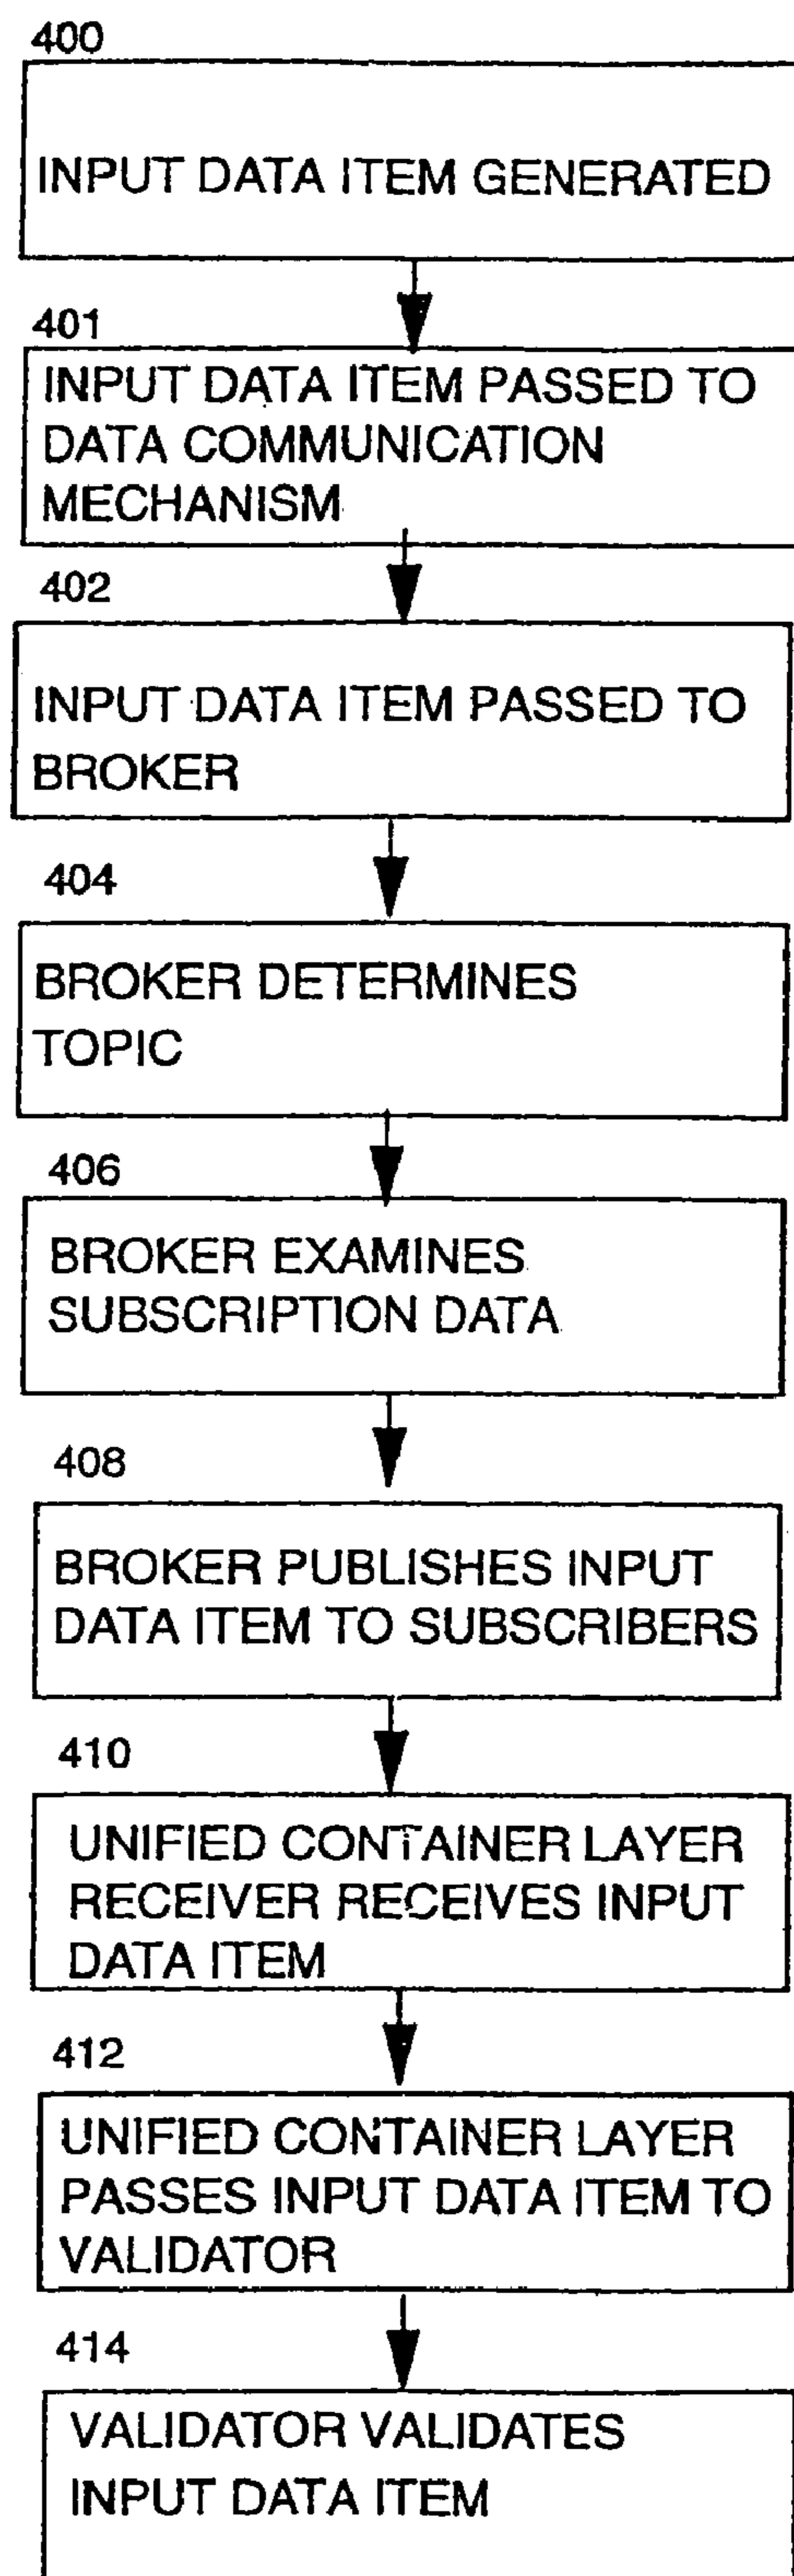 400
INPUT DATA ITEM GENERATED
401
INPUT DATA ITEM PASSED TO
DATA COMMUNICATION
MECHANISM
402
INPUT DATA ITEM PASSED TO
BROKER
404
BROKER DETERMINES
TOPIC
406
BROKER EXAMINES
SUBSCRIPTION DATA
408
BROKER PUBLISHES INPUT
DATA ITEM TO SUBSCRIBERS
410
UNIFIED CONTAINER LAYER
RECEIVER RECEIVES INPUT
DATA ITEM
412
UNIFIED CONTAINER LAYER
PASSES INPUT DATA ITEM TO
VALIDATOR
414
VALIDATOR VALIDATES
INPUT DATA ITEM